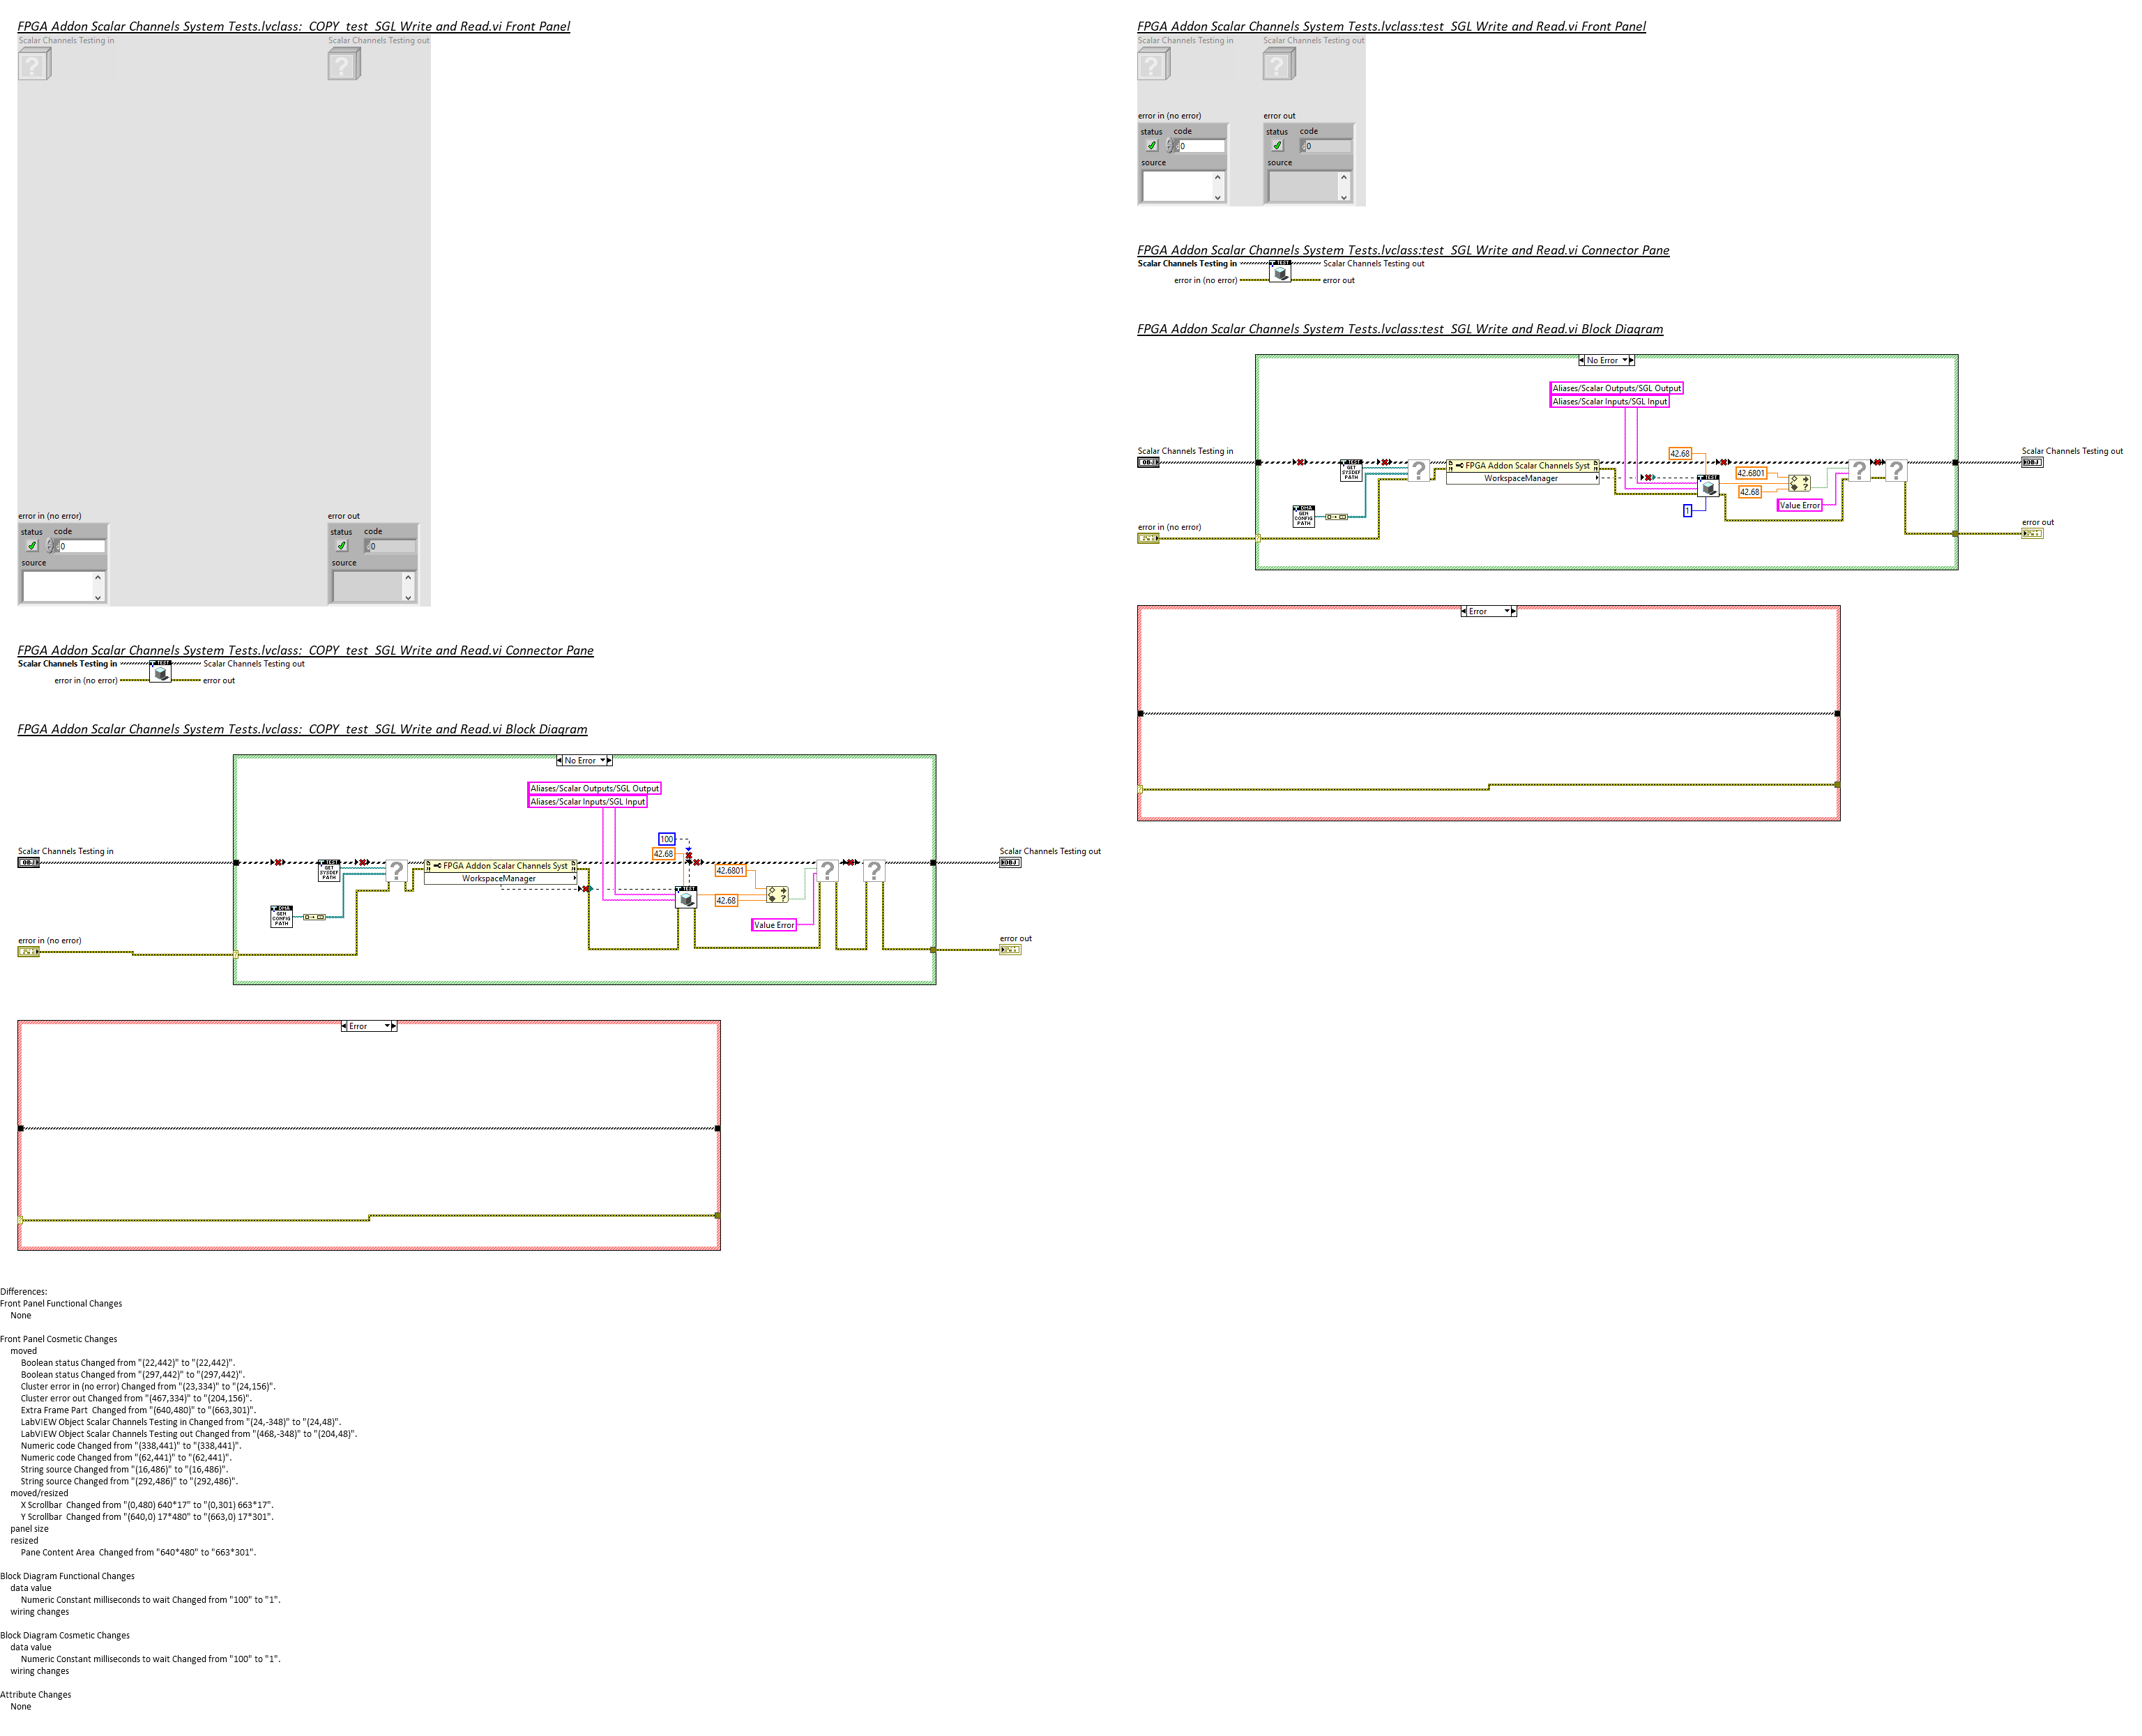 FPGA Addon Scalar Channels System Tests.lvclass:_COPY_test_SGL Write and Read.vi Front Panel
Scalar Channels Testing in
Scalar Channels Testing out
error in (no error)
error out
status code
0
source
status code
0
source
FPGA Addon Scalar Channels System Tests.lvclass:_COPY_test_SGL Write and Read.vi Connector Pane
Scalar Channels Testing in
TEST
Scalar Channels Testing out
error in (no error)
error out
FPGA Addon Scalar Channels System Tests.lvclass:_COPY_test_SGL Write and Read.vi Block Diagram
No Error
Aliases/Scalar Outputs/SGL Output
Aliases/Scalar Inputs/SGL Input
100
42.68
Scalar Channels Testing in
OBJ
TEST
GET
SYSDEF
PATH
?
FPGA Addon Scalar Channels Syst
WorkspaceManager
TEST
42.6801
42.68
?
?
?
Scalar Channels Testing out
OBJ
GEN
CONFIG
PATH
Value Error
error in (no error)
error out
Error
Differences:
Front Panel Functional Changes
None
Front Panel Cosmetic Changes
moved
Boolean status Changed from "(22,442)" to "(22,442)".
Boolean status Changed from "(297,442)" to "(297,442)".
Cluster error in (no error) Changed from "(23,334)" to "(24,156)".
Cluster error out Changed from "(467,334)" to "(204,156)".
Extra Frame Part  Changed from "(640,480)" to "(663,301)".
LabVIEW Object Scalar Channels Testing in Changed from "(24,-348)" to "(24,48)".
LabVIEW Object Scalar Channels Testing out Changed from "(468,-348)" to "(204,48)".
Numeric code Changed from "(338,441)" to "(338,441)".
Numeric code Changed from "(62,441)" to "(62,441)".
String source Changed from "(16,486)" to "(16,486)".
String source Changed from "(292,486)" to "(292,486)".
moved/resized
X Scrollbar  Changed from "(0,480) 640*17" to "(0,301) 663*17".
Y Scrollbar  Changed from "(640,0) 17*480" to "(663,0) 17*301".
panel size
resized
Pane Content Area  Changed from "640*480" to "663*301".
Block Diagram Functional Changes
data value
Numeric Constant milliseconds to wait Changed from "100" to "1".
wiring changes
Block Diagram Cosmetic Changes
data value
Numeric Constant milliseconds to wait Changed from "100" to "1".
wiring changes
Attribute Changes
None
FPGA Addon Scalar Channels System Tests.lvclass:test_SGL Write and Read.vi Front Panel
Scalar Channels Testing in
Scalar Channels Testing out
error in (no error)
error out
status code
0
source
status code
0
source
FPGA Addon Scalar Channels System Tests.lvclass:test_SGL Write and Read.vi Connector Pane
Scalar Channels Testing in
TEST
Scalar Channels Testing out
error in (no error)
error out
FPGA Addon Scalar Channels System Tests.lvclass:test_SGL Write and Read.vi Block Diagram
No Error
Aliases/Scalar Outputs/SGL Output
Aliases/Scalar Inputs/SGL Input
Scalar Channels Testing in
OBJ
TEST
GET
SYSDEF
PATH
?
FPGA Addon Scalar Channels Syst
WorkspaceManager
42.68
TEST
1
42.6801
42.68
?
Value Error
?
?
Scalar Channels Testing out
OBJ
GEN
CONFIG
PATH
error in (no error)
error out
Error